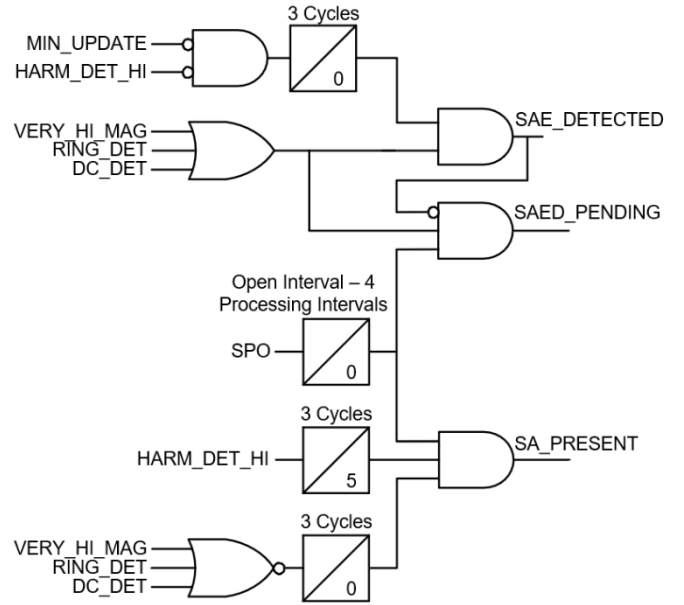 3 Cycles
MIN_UPDATE
HARM_DET_HI
0
VERY_HI_MAG
RING_DET
DC_DET
SAE_DETECTED
SAED_PENDING
Open Interval – 4
Processing Intervals
SPO
0
3 Cycles
HARM_DET_HI
5
SA_PRESENT
3 Cycles
VERY_HI_MAG
RING_DET
DC_DET
0